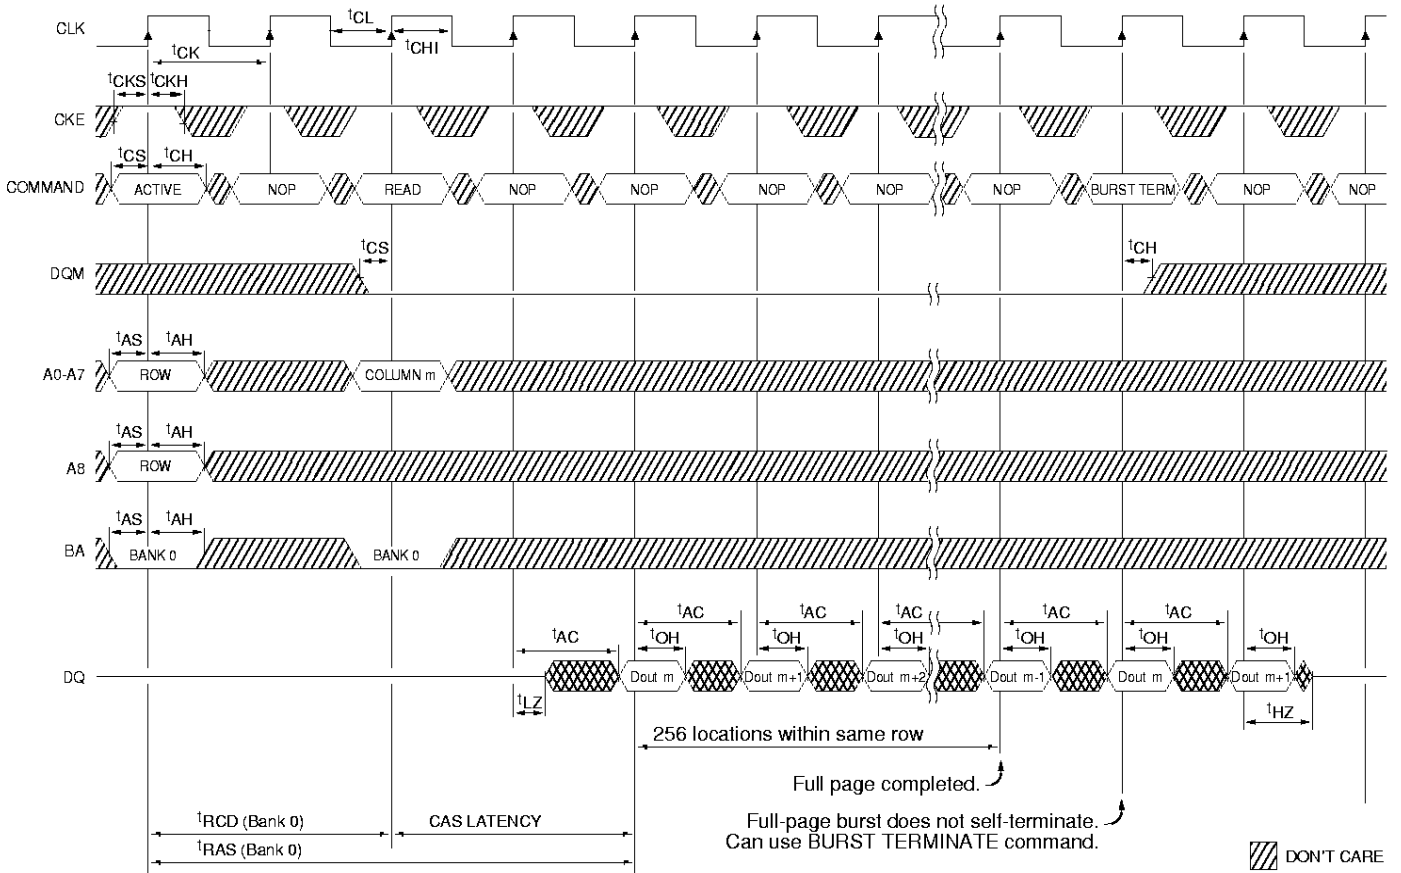 CLK
tCL
tCHI
tCK
tCKS tCKH
CKE
tCS tCH
COMMAND ACTIVE NOP READ NOP NOP NOP NOP NOP BURST TERM NOP NOP
tCS tCH
DQM
tAS tAH
A0-A7 ROW COLUMN m
tAS tAH
A8 ROW
tAS tAH
BA BANK 0 BANK 0
tAC tAC tAC tAC tAC tAC
tOH tOH tOH tOH tOH tOH
DQ Dout m Dout m+1 Dout m+2 Dout m-1 Dout m Dout m+1
tLZ tHZ
256 locations within same row
Full page completed.
tRCD (Bank 0) CAS LATENCY
Full-page burst does not self-terminate.
Can use BURST TERMINATE command.
tRAS (Bank 0)
DON'T CARE